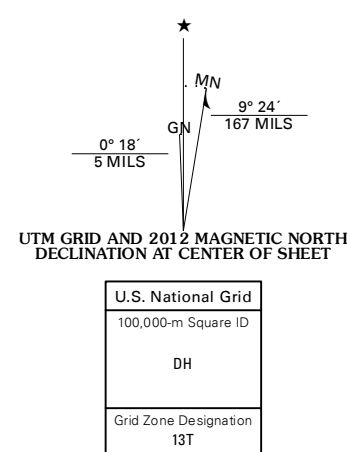 ★
MN
GN
9° 24´
167 MILS
0° 18´
5 MILS
UTM GRID AND 2012 MAGNETIC NORTH
DECLINATION AT CENTER OF SHEET
U.S. National Grid
100,000-m Square ID
DH
Grid Zone Designation
13T